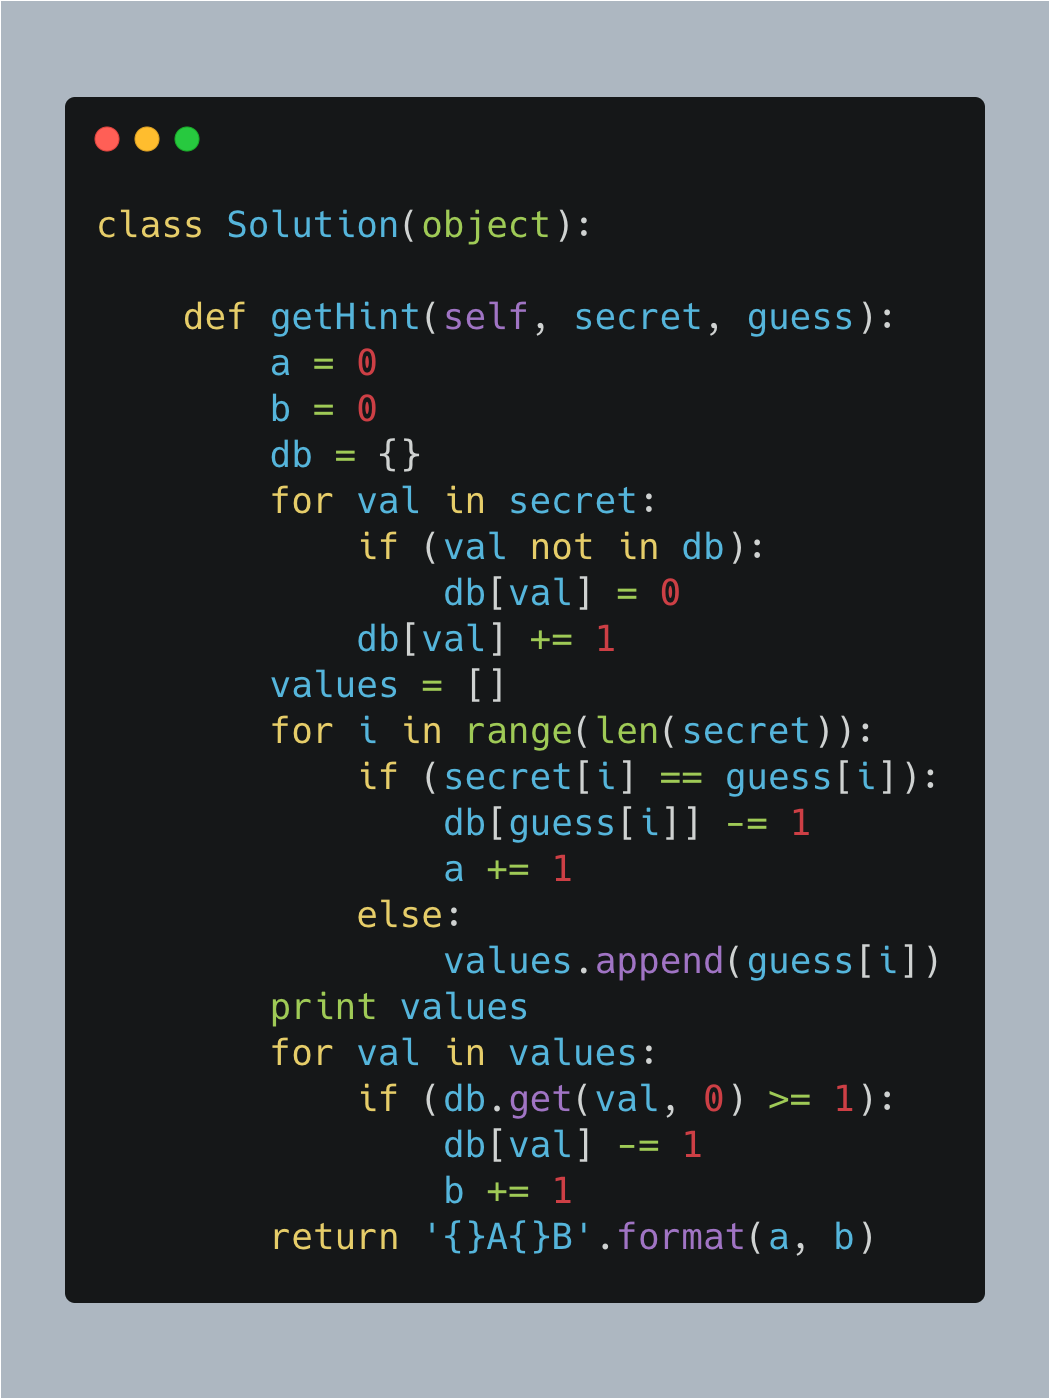 class Solution(object):

    def getHint(self, secret, guess):
        a = 0
        b = 0
        db = {}
        for val in secret:
            if (val not in db):
                db[val] = 0
            db[val] += 1
        values = []
        for i in range(len(secret)):
            if (secret[i] == guess[i]):
                db[guess[i]] -= 1
                a += 1
            else:
                values.append(guess[i])
        print values
        for val in values:
            if (db.get(val, 0) >= 1):
                db[val] -= 1
                b += 1
        return '{}A{}B'.format(a, b)